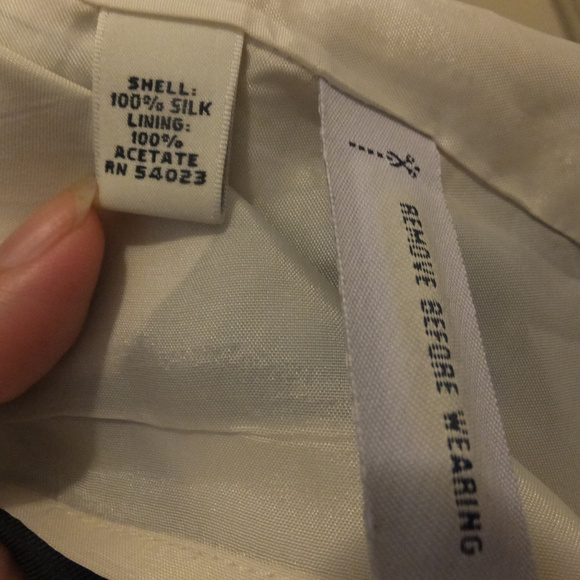 SHELL:
100% SILK
LINING:
100%
ACETATE
RN 54023
REMOVE BEFORE WEARING